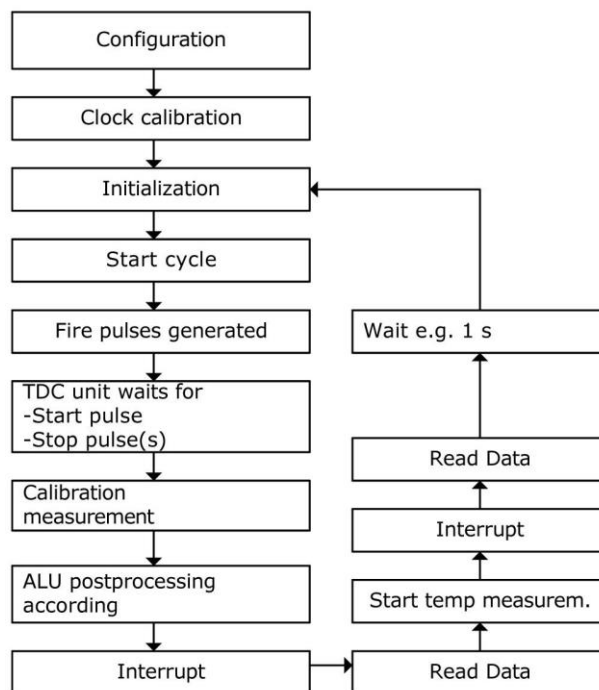 Configuration
Clock calibration
Initialization
Start cycle
Fire pulses generated
TDC unit waits for
-Start pulse
-Stop pulse(s)
Calibration
measurement
ALU postprocessing
according
Interrupt
Read Data
Start temp measurem.
Interrupt
Read Data
Wait e.g. 1 s